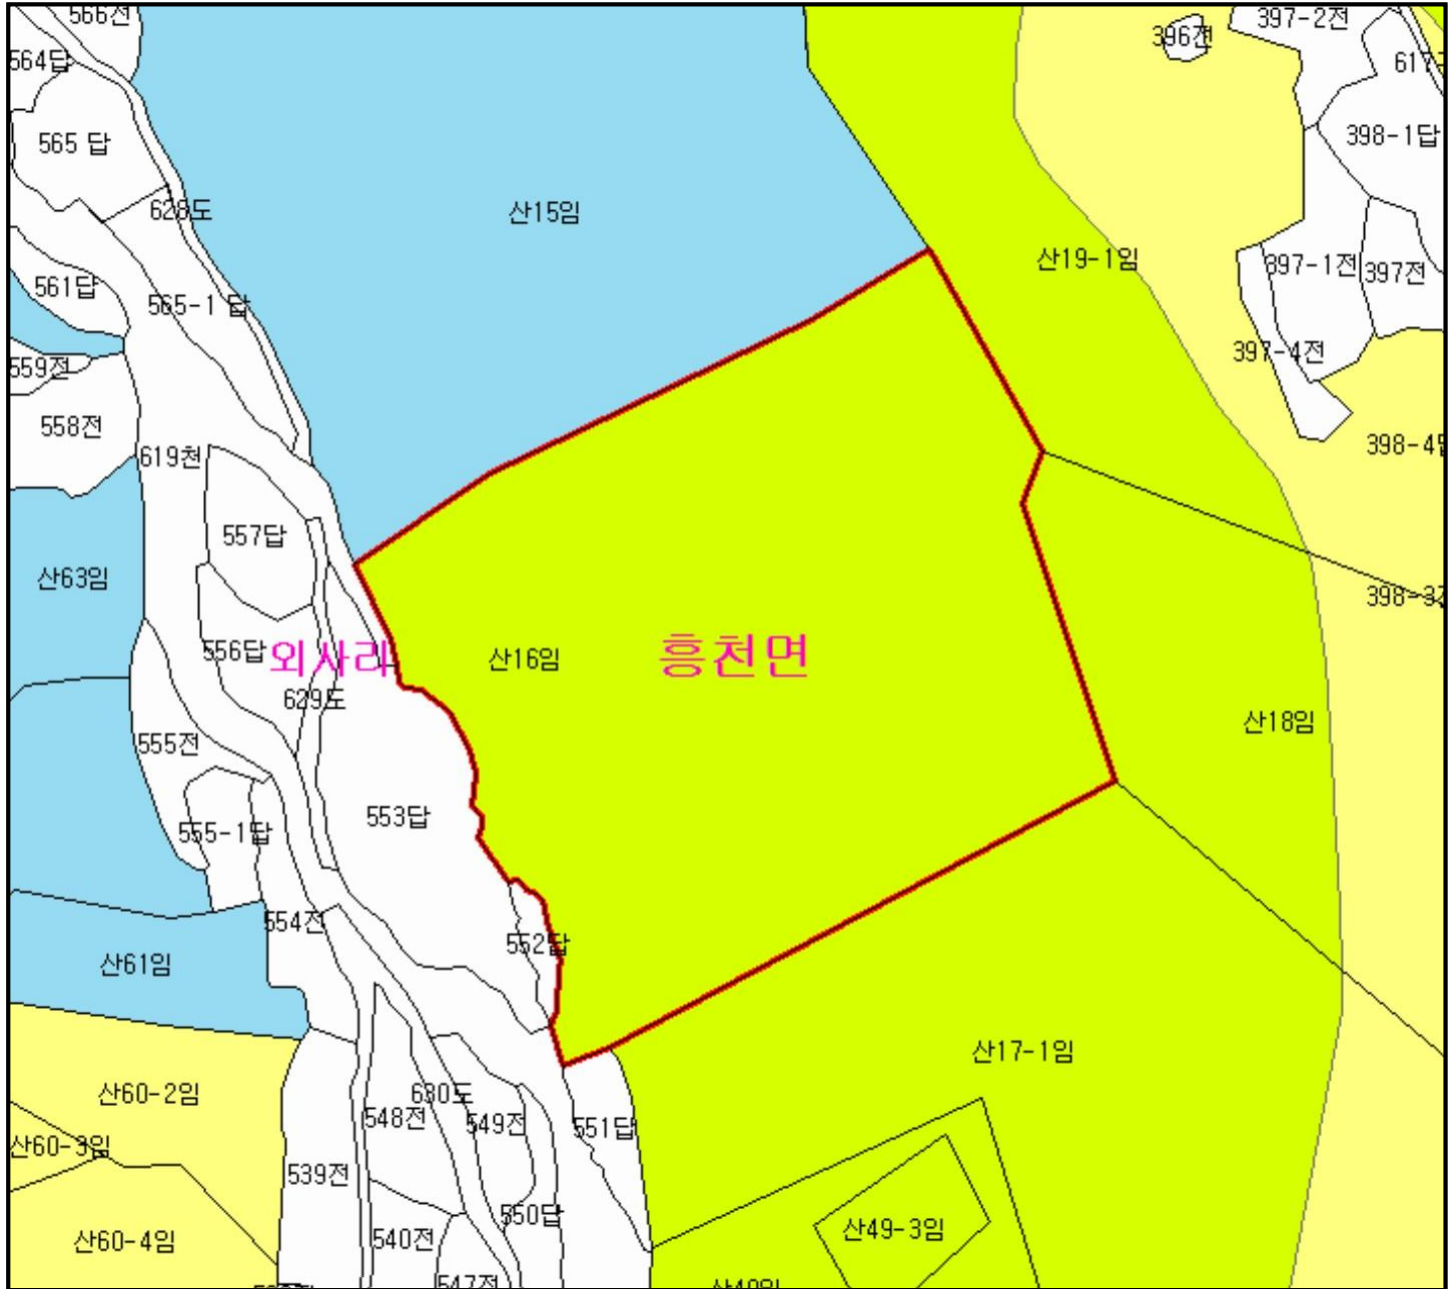 566전
397-2전
396전
564답
565 답
398-1답
628도
산15임
산19-1임
397-1전
397전
561답
565-1 답
397-4전
559전
558전
619천
557답
산63임
556답
외사리
산16임
흥천면
629도
산18임
555전
553답
555-1답
554전
552답
산61임
산17-1임
산60-2임
630도
548전
549전
551답
산60-3임
539전
550답
산49-3임
산60-4임
540전
547전